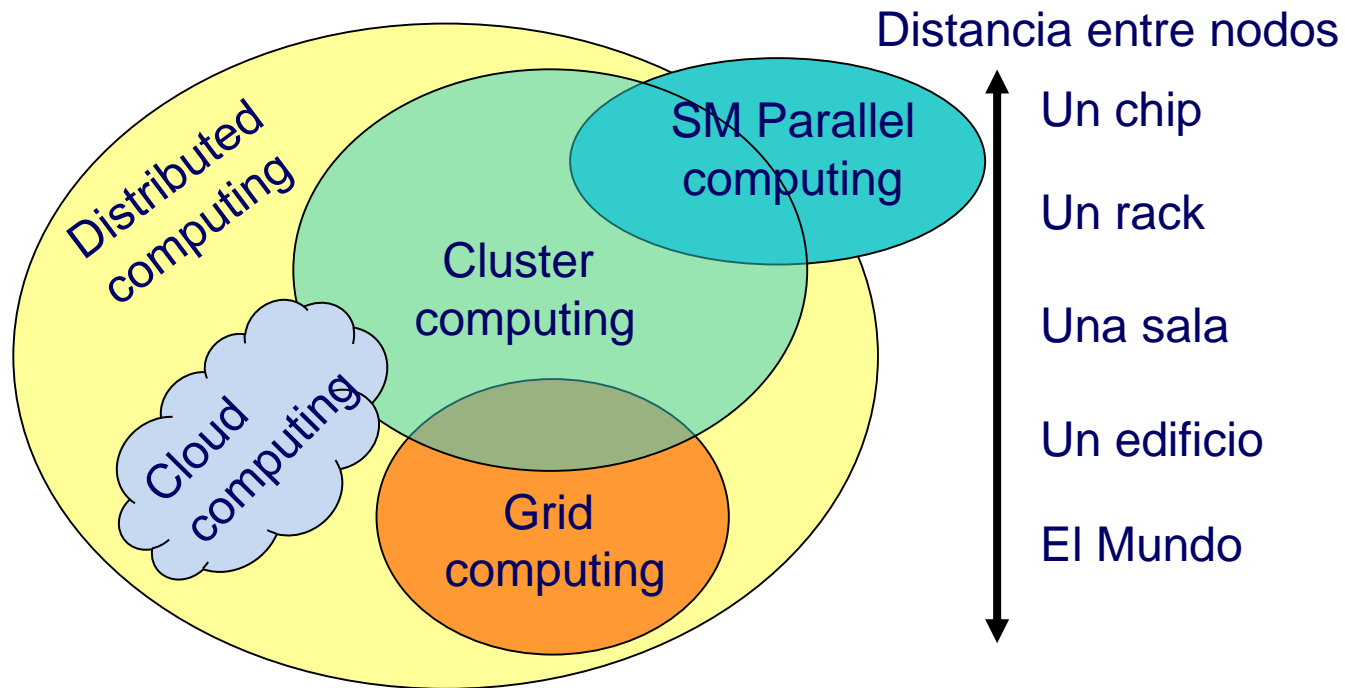 Distancia entre nodos
Distributed
computing
SM Parallel
computing
Cluster
computing
Cloud
computing
Grid
computing
Un chip
Un rack
Una sala
Un edificio
El Mundo